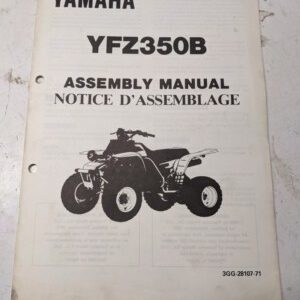 YAMAHA
YFZ350B
ASSEMBLY MANUAL
NOTICE D'ASSEMBLAGE
3GG-28107-71